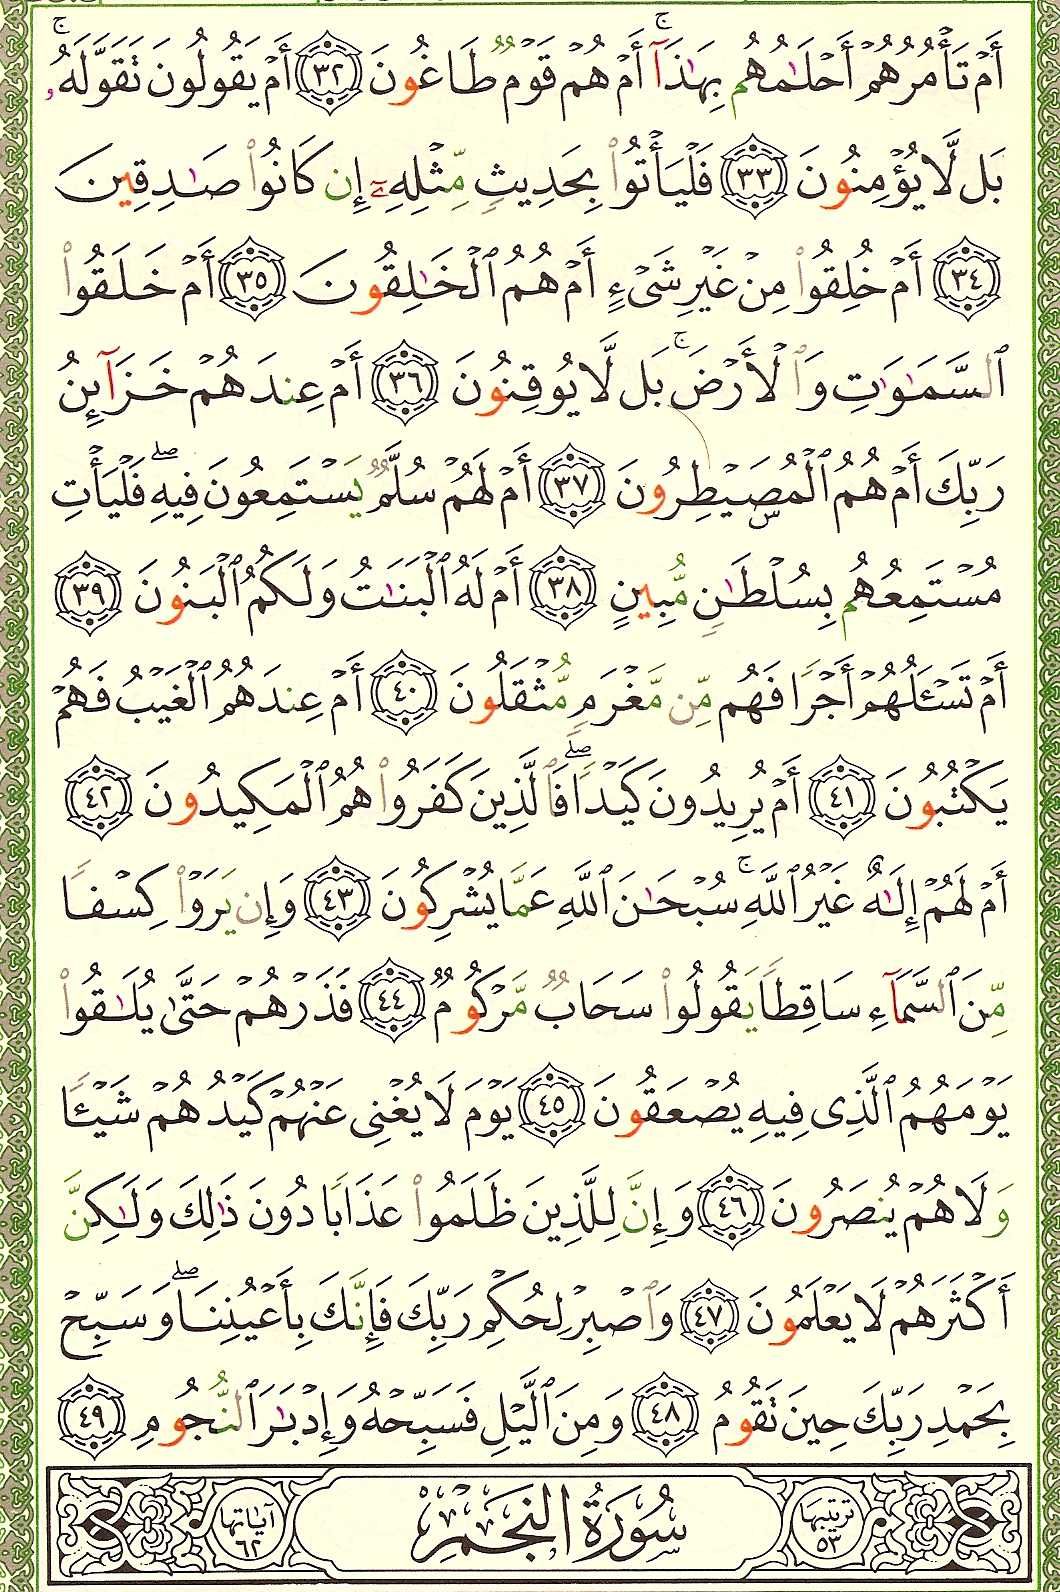 أَمْ تَأْمُرُهُمْ أَحْلَٰمُهُم بِهَٰذَآ ۚ أَمْ هُمْ قَوْمٌ طَاغُونَ ٣٢ أَمْ يَقُولُونَ تَقَوَّلَهُۥ ۚ
بَل لَّا يُؤْمِنُونَ ٣٣ فَلْيَأْتُوا۟ بِحَدِيثٍ مِّثْلِهِۦٓ إِن كَانُوا۟ صَٰدِقِينَ
٣٤ أَمْ خُلِقُوا۟ مِنْ غَيْرِ شَىْءٍ أَمْ هُمُ ٱلْخَٰلِقُونَ ٣٥ أَمْ خَلَقُوا۟
ٱلسَّمَٰوَٰتِ وَٱلْأَرْضَ ۚ بَل لَّا يُوقِنُونَ ٣٦ أَمْ عِندَهُمْ خَزَآئِنُ
رَبِّكَ أَمْ هُمُ ٱلْمُصَۣيْطِرُونَ ٣٧ أَمْ لَهُمْ سُلَّمٌ يَسْتَمِعُونَ فِيهِ ۖ فَلْيَأْتِ
مُسْتَمِعُهُم بِسُلْطَٰنٍ مُّبِينٍ ٣٨ أَمْ لَهُ ٱلْبَنَٰتُ وَلَكُمُ ٱلْبَنُونَ ٣٩
أَمْ تَسْـَٔلُهُمْ أَجْرًا فَهُم مِّن مَّغْرَمٍ مُّثْقَلُونَ ٤٠ أَمْ عِندَهُمُ ٱلْغَيْبُ فَهُمْ
يَكْتُبُونَ ٤١ أَمْ يُرِيدُونَ كَيْدًا ۖ فَٱلَّذِينَ كَفَرُوا۟ هُمُ ٱلْمَكِيدُونَ ٤٢
أَمْ لَهُمْ إِلَٰهٌ غَيْرُ ٱللَّهِ ۚ سُبْحَٰنَ ٱللَّهِ عَمَّا يُشْرِكُونَ ٤٣ وَإِن يَرَوْا۟ كِسْفًا
مِّنَ ٱلسَّمَآءِ سَاقِطًا يَقُولُوا۟ سَحَابٌ مَّرْكُومٌ ٤٤ فَذَرْهُمْ حَتَّىٰ يُلَٰقُوا۟
يَوْمَهُمُ ٱلَّذِى فِيهِ يُصْعَقُونَ ٤٥ يَوْمَ لَا يُغْنِى عَنْهُمْ كَيْدُهُمْ شَيْـًٔا
وَلَا هُمْ يُنصَرُونَ ٤٦ وَإِنَّ لِلَّذِينَ ظَلَمُوا۟ عَذَابًا دُونَ ذَٰلِكَ وَلَٰكِنَّ
أَكْثَرَهُمْ لَا يَعْلَمُونَ ٤٧ وَٱصْبِرْ لِحُكْمِ رَبِّكَ فَإِنَّكَ بِأَعْيُنِنَا ۖ وَسَبِّحْ
بِحَمْدِ رَبِّكَ حِينَ تَقُومُ ٤٨ وَمِنَ ٱلَّيْلِ فَسَبِّحْهُ وَإِدْبَٰرَ ٱلنُّجُومِ ٤٩
ترتيبها ٥٣ سُورَةُ النَّجْمِ آياتها ٦٢